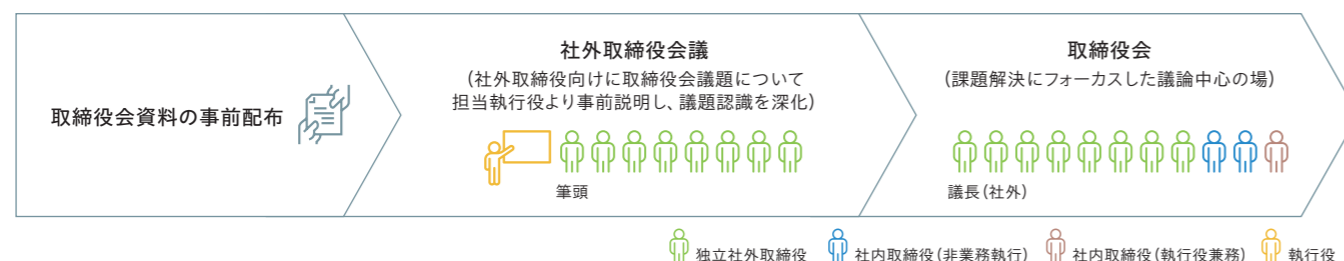 取締役会資料の事前配布
社外取締役会議
(社外取締役向けに取締役会議題について
担当執行役より事前説明し、議題認識を深化)
筆頭
取締役会
(課題解決にフォーカスした議論中心の場)
議長(社外)
独立社外取締役 社内取締役(非業務執行) 社内取締役(執行役兼務) 執行役